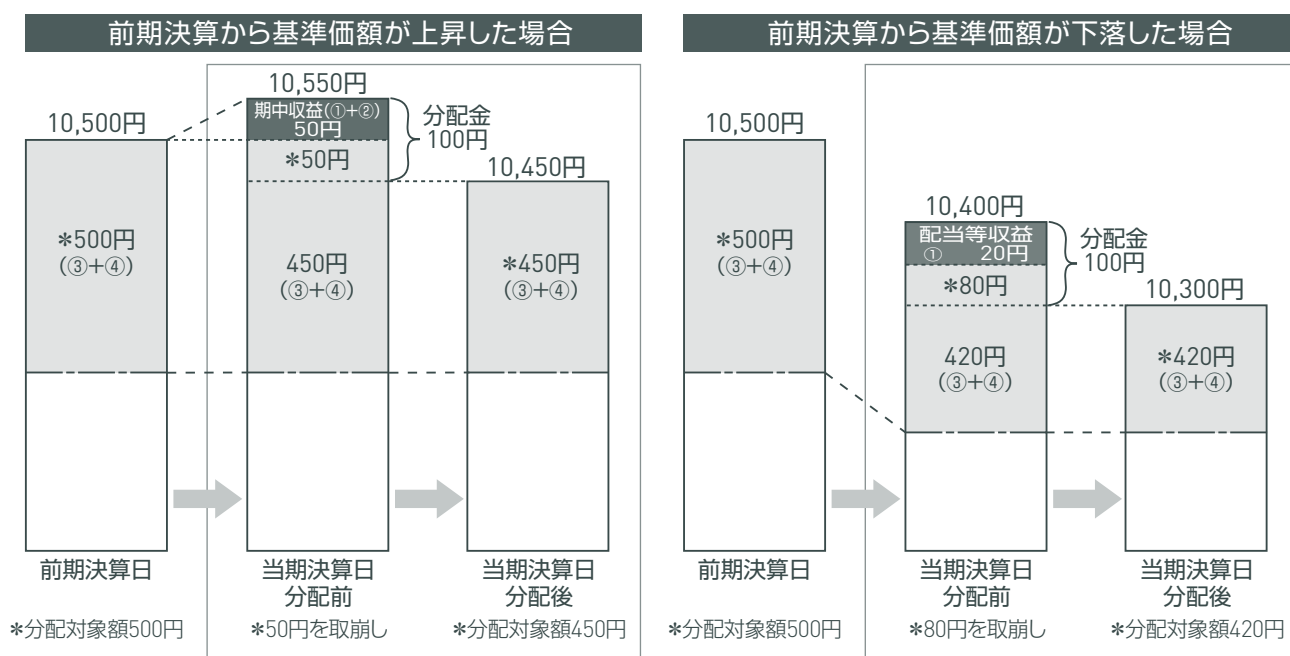 前期決算から基準価額が上昇した場合
10,500円
*500円
(③+④)
前期決算日
*分配対象額500円
10,550円
期中収益(①+②)
50円
*50円
450円
(③+④)
分配金
100円
当期決算日
分配前
*50円を取崩し
10,450円
*450円
(③+④)
当期決算日
分配後
*分配対象額450円
前期決算から基準価額が下落した場合
10,500円
*500円
(③+④)
前期決算日
*分配対象額500円
10,400円
配当等収益
① 20円
*80円
420円
(③+④)
分配金
100円
当期決算日
分配前
*80円を取崩し
10,300円
*420円
(③+④)
当期決算日
分配後
*分配対象額420円